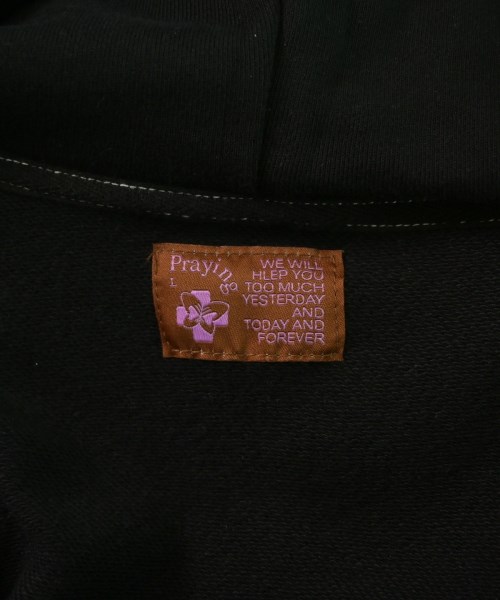 Praying
L
WE WILL
HLEP YOU
TOO MUCH
YESTERDAY
AND
TODAY AND
FOREVER